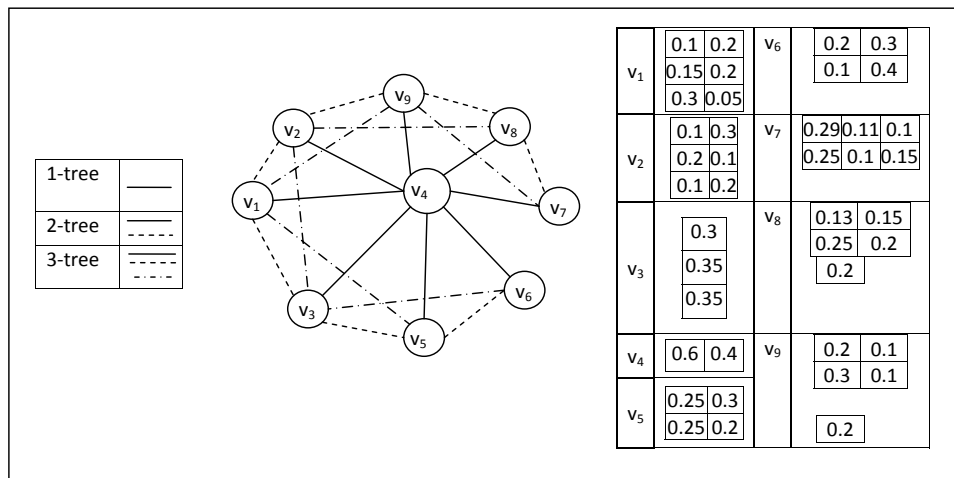 1-tree
2-tree
3-tree
v9
v2
v8
v4
v1
v7
v6
v3
v5
v1
0.1 0.2
0.15 0.2
0.3 0.05
v6
0.2 0.3
0.1 0.4
v2
0.1 0.3
0.2 0.1
0.1 0.2
v7
0.29 0.11 0.1
0.25 0.1 0.15
v3
0.3
0.35
0.35
v8
0.13 0.15
0.25 0.2
0.2
v4
0.6 0.4
v9
0.2 0.1
0.3 0.1
0.2
v5
0.25 0.3
0.25 0.2